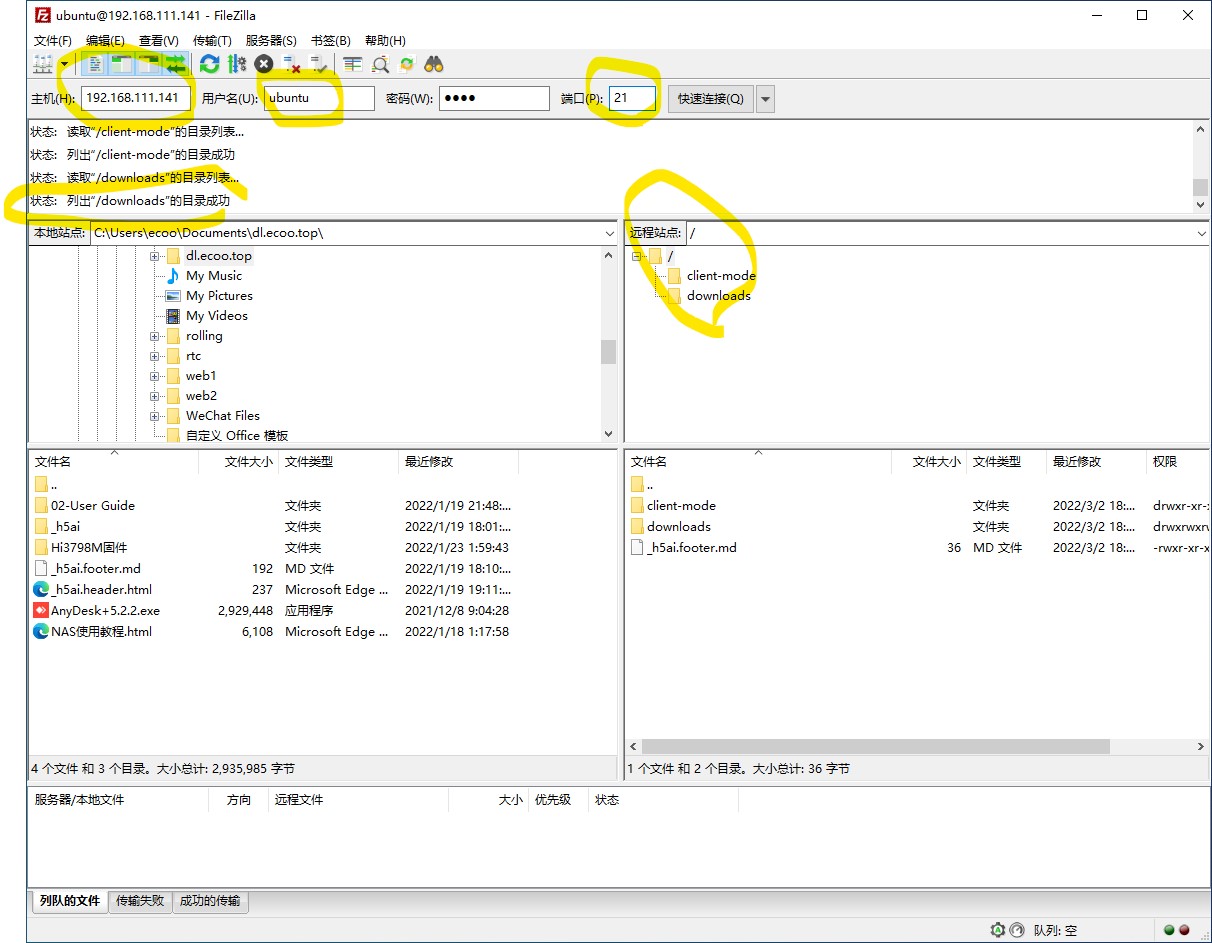 ubuntu@192.168.111.141 - FileZilla
文件(F) 编辑(E) 查看(V) 传输(T) 服务器(S) 书签(B) 帮助(H)
主机(H): 192.168.111.141 用户名(U): ubuntu 密码(W): ●●●● 端口(P): 21 快速连接(Q)
状态: 读取“/client-mode”的目录列表...
状态: 列出“/client-mode”的目录成功
状态: 读取“/downloads”的目录列表...
状态: 列出“/downloads”的目录成功
本地站点: C:\Users\ecoo\Documents\dl.ecoo.top\
dl.ecoo.top
My Music
My Pictures
My Videos
rolling
rtc
web1
web2
WeChat Files
自定义 Office 模板
远程站点: /
/
client-mode
downloads
文件名 文件大小 文件类型 最近修改
..
02-User Guide 文件夹 2022/1/19 21:48:...
_h5ai 文件夹 2022/1/19 18:01:...
Hi3798M固件 文件夹 2022/1/23 1:59:43
_h5ai.footer.md 192 MD 文件 2022/1/19 18:10:...
_h5ai.header.html 237 Microsoft Edge ... 2022/1/19 19:11:...
AnyDesk+5.2.2.exe 2,929,448 应用程序 2021/12/8 9:04:28
NAS使用教程.html 6,108 Microsoft Edge ... 2022/1/18 1:17:58
4 个文件 和 3 个目录。大小总计: 2,935,985 字节
文件名 文件大小 文件类型 最近修改 权限
..
client-mode 文件夹 2022/3/2 18:... drwxr-xr-
downloads 文件夹 2022/3/2 18:... drwxrwxr
_h5ai.footer.md 36 MD 文件 2022/3/2 18:... -rwxr-xr-x
1 个文件 和 2 个目录。大小总计: 36 字节
服务器/本地文件 方向 远程文件 大小 优先级 状态
列队的文件 传输失败 成功的传输
队列: 空